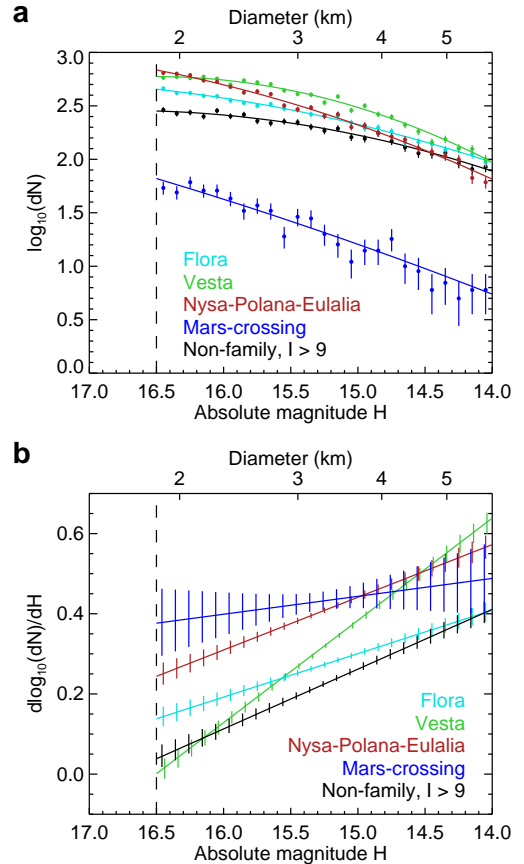 a
Diameter (km)
2 3 4 5
3.0
2.5
2.0
1.5
1.0
0.5
0.0
log10(dN)
Flora
Vesta
Nysa-Polana-Eulalia
Mars-crossing
Non-family, I > 9
17.0 16.5 16.0 15.5 15.0 14.5 14.0
Absolute magnitude H
b
Diameter (km)
2 3 4 5
0.6
0.4
0.2
0.0
dlog10(dN)/dH
Flora
Vesta
Nysa-Polana-Eulalia
Mars-crossing
Non-family, I > 9
17.0 16.5 16.0 15.5 15.0 14.5 14.0
Absolute magnitude H